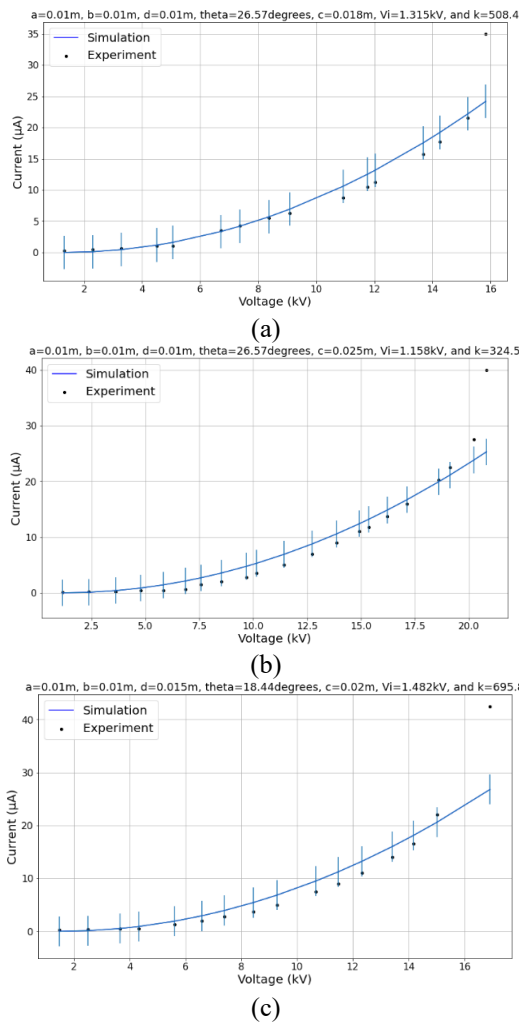 a=0.01m, b=0.01m, d=0.01m, theta=26.57degrees, c=0.018m, Vi=1.315kV, and k=508.4
35
30
25
20
15
10
5
0
Current (μA)
Simulation
Experiment
2 4 6 8 10 12 14 16
Voltage (kV)
(a)
a=0.01m, b=0.01m, d=0.01m, theta=26.57degrees, c=0.025m, Vi=1.158kV, and k=324.5
40
30
20
10
0
Current (μA)
Simulation
Experiment
2.5 5.0 7.5 10.0 12.5 15.0 17.5 20.0
Voltage (kV)
(b)
a=0.01m, b=0.01m, d=0.015m, theta=18.44degrees, c=0.02m, Vi=1.482kV, and k=695.8
40
30
20
10
0
Current (μA)
Simulation
Experiment
2 4 6 8 10 12 14 16
Voltage (kV)
(c)